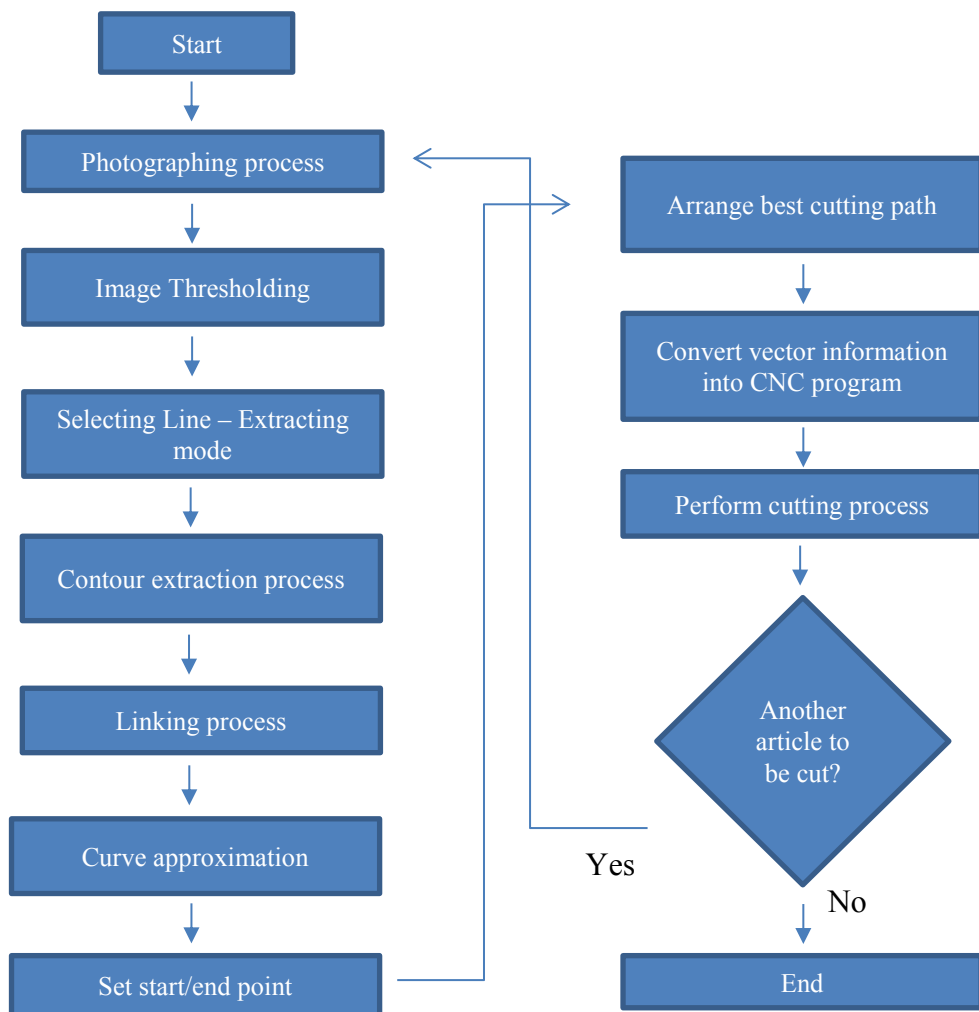 Start
Photographing process
Image Thresholding
Selecting Line – Extracting
mode
Contour extraction process
Linking process
Curve approximation
Set start/end point
Arrange best cutting path
Convert vector information
into CNC program
Perform cutting process
Another
article to
be cut?
Yes
No
End